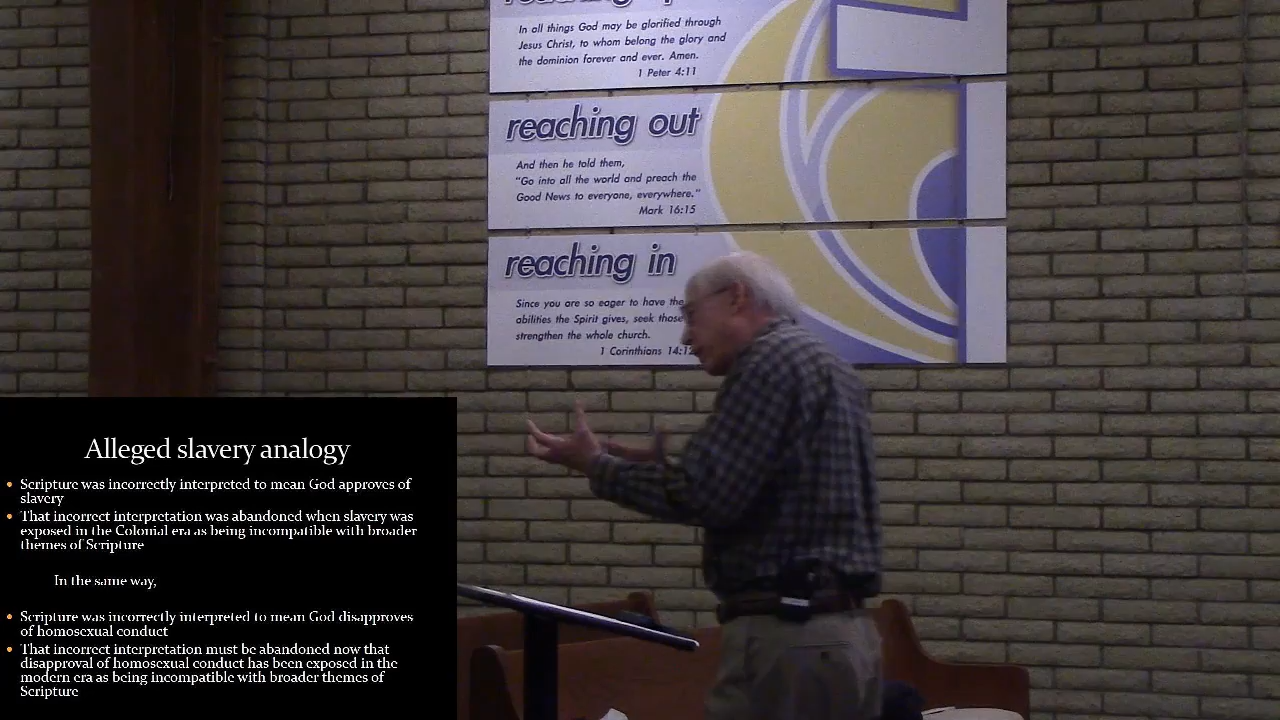 In all things God may be glorified through
Jesus Christ, to whom belong the glory and
the dominion forever and ever. Amen.
1 Peter 4:11
reaching out
And then he told them,
"Go into all the world and preach the
Good News to everyone, everywhere."
Mark 16:15
reaching in
Since you are so eager to have the
abilities the Spirit gives, seek those
strengthen the whole church.
1 Corinthians 14:12
Alleged slavery analogy
• Scripture was incorrectly interpreted to mean God approves of
slavery
• That incorrect interpretation was abandoned when slavery was
exposed in the Colonial era as being incompatible with broader
themes of Scripture
In the same way,
• Scripture was incorrectly interpreted to mean God disapproves
of homosexual conduct
• That incorrect interpretation must be abandoned now that
disapproval of homosexual conduct has been exposed in the
modern era as being incompatible with broader themes of
Scripture